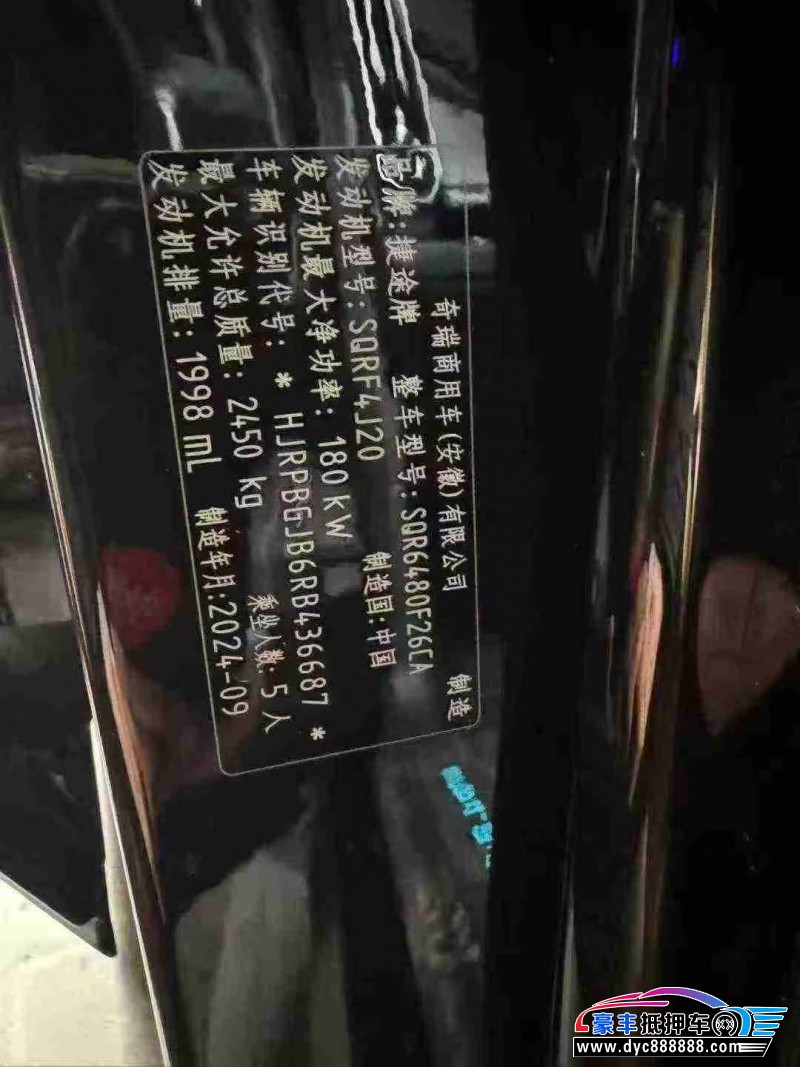 奇瑞商用车(安徽)有限公司 制造
品牌:捷途牌 整车型号:SQR6480F26CA
发动机型号:SQRF4J20 制造国:中国
发动机最大净功率: 180kW
车辆识别代号: * HJRPBGJB6RB436687 *
最大允许总质量: 2450 kg 乘坐人数: 5 人
发动机排量: 1998 mL 制造年月:2024-09
豪丰抵押车
www.dyc888888.com